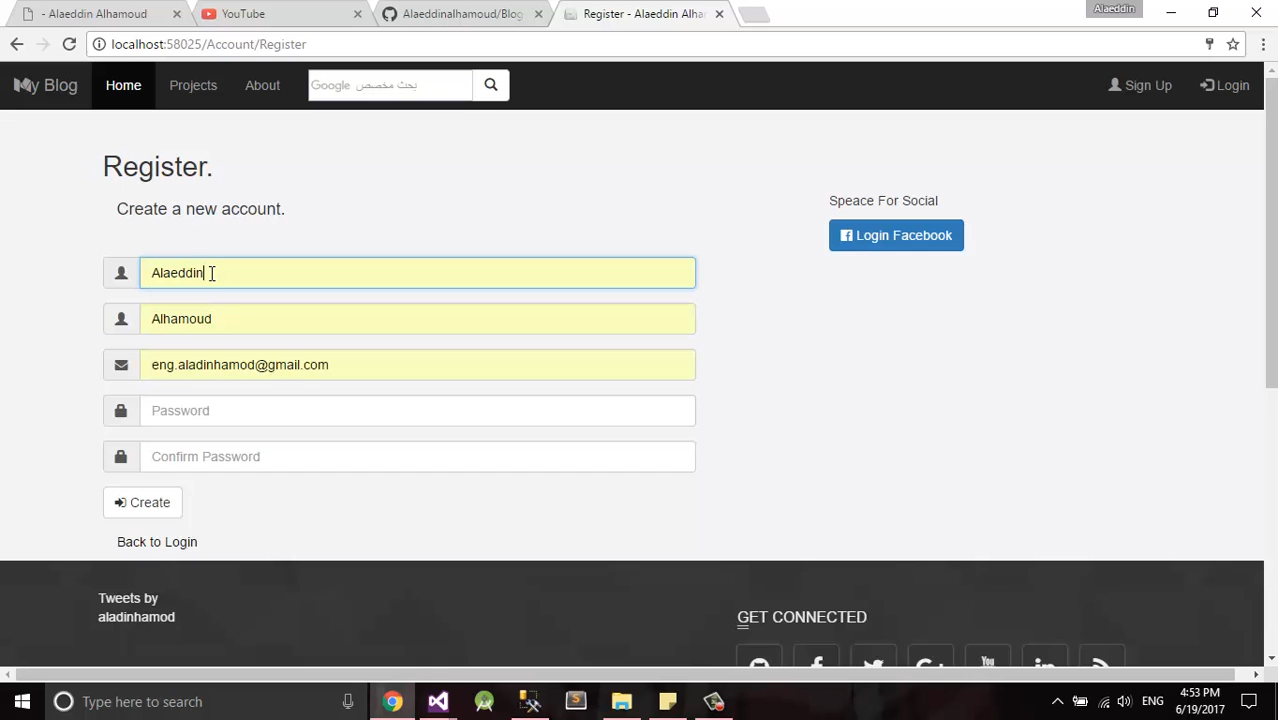 - Alaeddin Alhamoud
YouTube
Alaeddinalhamoud/Blog
Register - Alaeddin Alha
Alaeddin
localhost:58025/Account/Register
My Blog
Home
Projects
About
Google بحث مخصص
Sign Up
Login
Register.
Create a new account.
Speace For Social
Login Facebook
Alaeddin
Alhamoud
eng.aladinhamod@gmail.com
Password
Confirm Password
Create
Back to Login
Tweets by
aladinhamod
GET CONNECTED
You
in
Type here to search
ENG
4:53 PM
6/19/2017